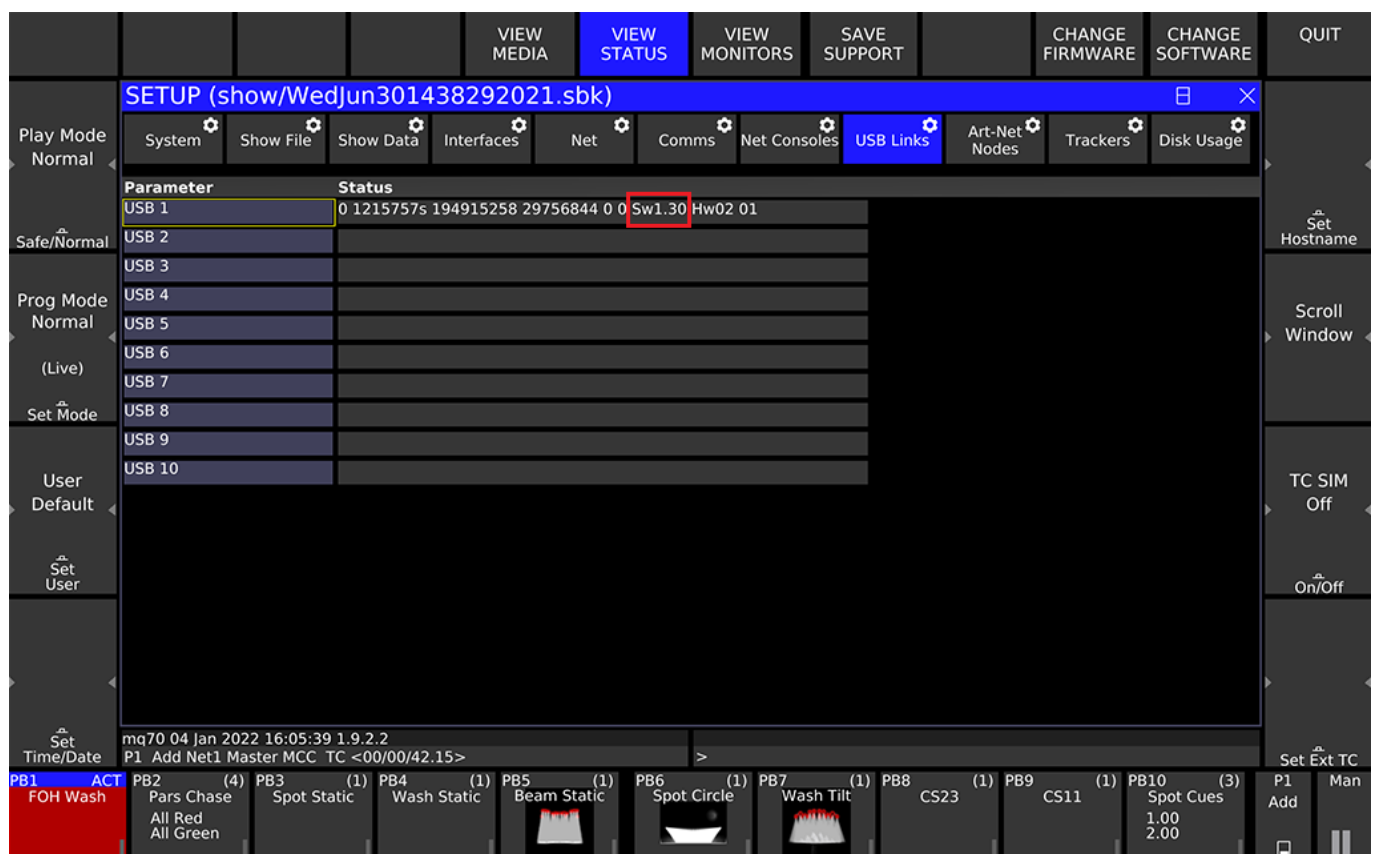 VIEW MEDIA
VIEW STATUS
VIEW MONITORS
SAVE SUPPORT
CHANGE FIRMWARE
CHANGE SOFTWARE
QUIT
SETUP (show/WedJun301438292021.sbk)
System
Show File
Show Data
Interfaces
Net
Comms
Net Consoles
USB Links
Art-Net Nodes
Trackers
Disk Usage
Play Mode
Normal
Safe/Normal
Prog Mode
Normal
(Live)
Set Mode
User
Default
Set
User
Set
Time/Date
Parameter Status
USB 1 0 1215757s 194915258 29756844 0 0 Sw1.30 Hw02 01
USB 2
USB 3
USB 4
USB 5
USB 6
USB 7
USB 8
USB 9
USB 10
Set
Hostname
Scroll
Window
TC SIM
Off
On/Off
Set Ext TC
mq70 04 Jan 2022 16:05:39 1.9.2.2
P1 Add Net1 Master MCC TC <00/00/42.15>
>
PB1 ACT
FOH Wash
PB2 (4)
Pars Chase
All Red
All Green
PB3 (1)
Spot Static
PB4 (1)
Wash Static
PB5 (1)
Beam Static
PB6 (1)
Spot Circle
PB7 (1)
Wash Tilt
PB8 (1)
CS23
PB9 (1)
CS11
PB10 (3)
Spot Cues
1.00
2.00
P1
Add
Man